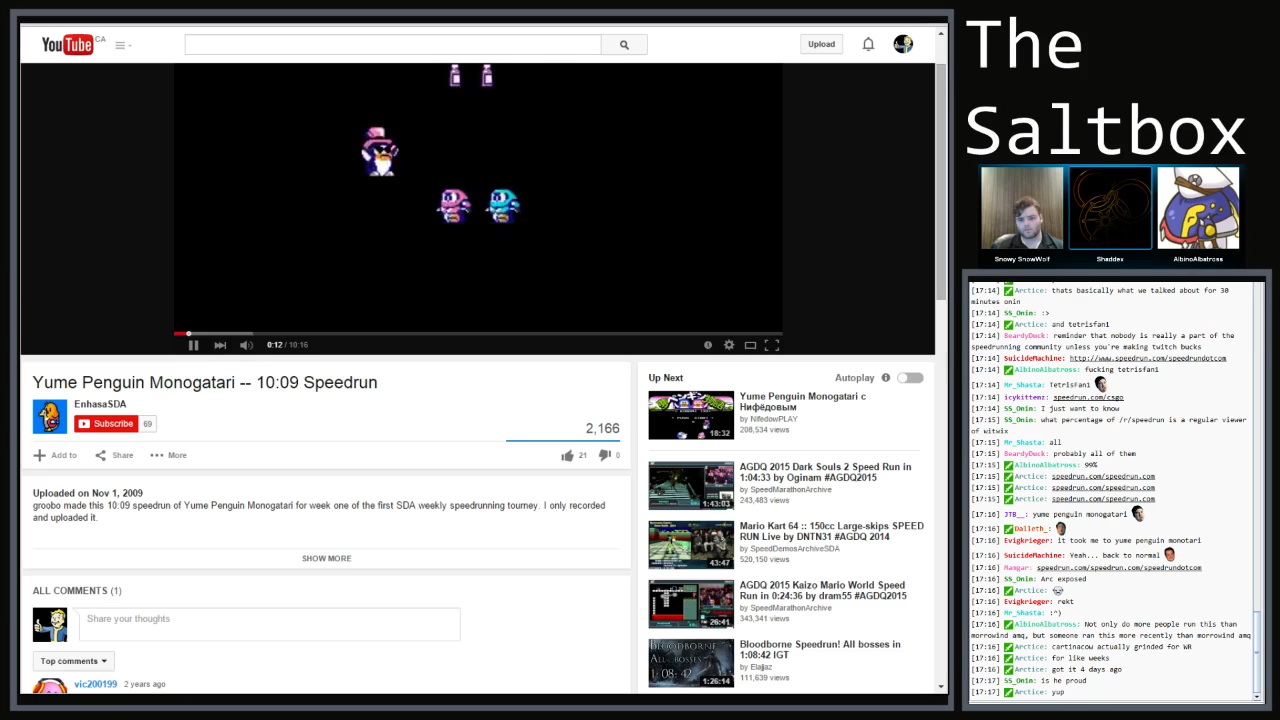 YouTube CA
Upload
0:12 / 10:16
Yume Penguin Monogatari -- 10:09 Speedrun
EnhasaSDA
Subscribe 69
2,166
Add to Share More 21 0
Uploaded on Nov 1, 2009
groobo made this 10:09 speedrun of Yume Penguin Monogatari for week one of the first SDA weekly speedrunning tourney. I only recorded
and uploaded it.
SHOW MORE
ALL COMMENTS (1)
Share your thoughts
Top comments
vic200199 2 years ago
Up Next
Autoplay
Yume Penguin Monogatari с
Нифёдовым
by NifedowPLAY
208,534 views
18:32
AGDQ 2015 Dark Souls 2 Speed Run in
1:04:33 by Oginam #AGDQ2015
by SpeedMarathonArchive
243,483 views
1:43:03
Mario Kart 64 :: 150cc Large-skips SPEED
RUN Live by DNTN31 #AGDQ 2014
by SpeedDemosArchiveSDA
520,150 views
43:47
AGDQ 2015 Kaizo Mario World Speed
Run in 0:24:36 by dram55 #AGDQ2015
by SpeedMarathonArchive
343,341 views
26:41
Bloodborne Speedrun! All bosses in
1:08:42 IGT
by Elajjaz
111,639 views
1:26:14
The
Saltbox
Snowy SnowWolf
Shaddex
AlbinoAlbatross
[17:14] Arctice: thats basically what we talked about for 30
minutes onin
[17:14] SS_Onin: :>
[17:14] Arctice: and tetrisfan1
[17:14] BeardyDuck: reminder that nobody is really a part of the
speedrunning community unless you're making twitch bucks
[17:14] SuicideMachine: http://www.speedrun.com/speedrundotcom
[17:14] AlbinoAlbatross: fucking tetrisfan1
[17:14] Mr_Shasta: TetrisFan1
[17:14] icykittemz: speedrun.com/csgo
[17:14] SS_Onin: I just want to know
[17:15] SS_Onin: what percentage of /r/speedrun is a regular viewer
of witwix
[17:15] Mr_Shasta: all
[17:15] BeardyDuck: probably all of them
[17:15] AlbinoAlbatross: 99%
[17:15] Arctice: speedrun.com/speedrun.com
[17:15] Arctice: speedrun.com/speedrun.com
[17:15] Arctice: speedrun.com/speedrun.com
[17:16] JTB__: yume penguin monogatari
[17:16] Dalleth_:
[17:16] Evigkrieger: it took me to yume penguin monotari
[17:16] SuicideMachine: Yeah... back to normal
[17:16] Mamgar: speedrun.com/speedrun.com/speedrundotcom
[17:16] SS_Onin: Arc exposed
[17:16] Arctice:
[17:16] Evigkrieger: rekt
[17:16] Mr_Shasta: :^)
[17:16] AlbinoAlbatross: Not only do more people run this than
morrowind amq, but someone ran this more recently than morrowind amq
[17:16] Arctice: cartinacow actually grinded for WR
[17:16] Arctice: for like weeks
[17:16] Arctice: got it 4 days ago
[17:17] SS_Onin: is he proud
[17:17] Arctice: yup